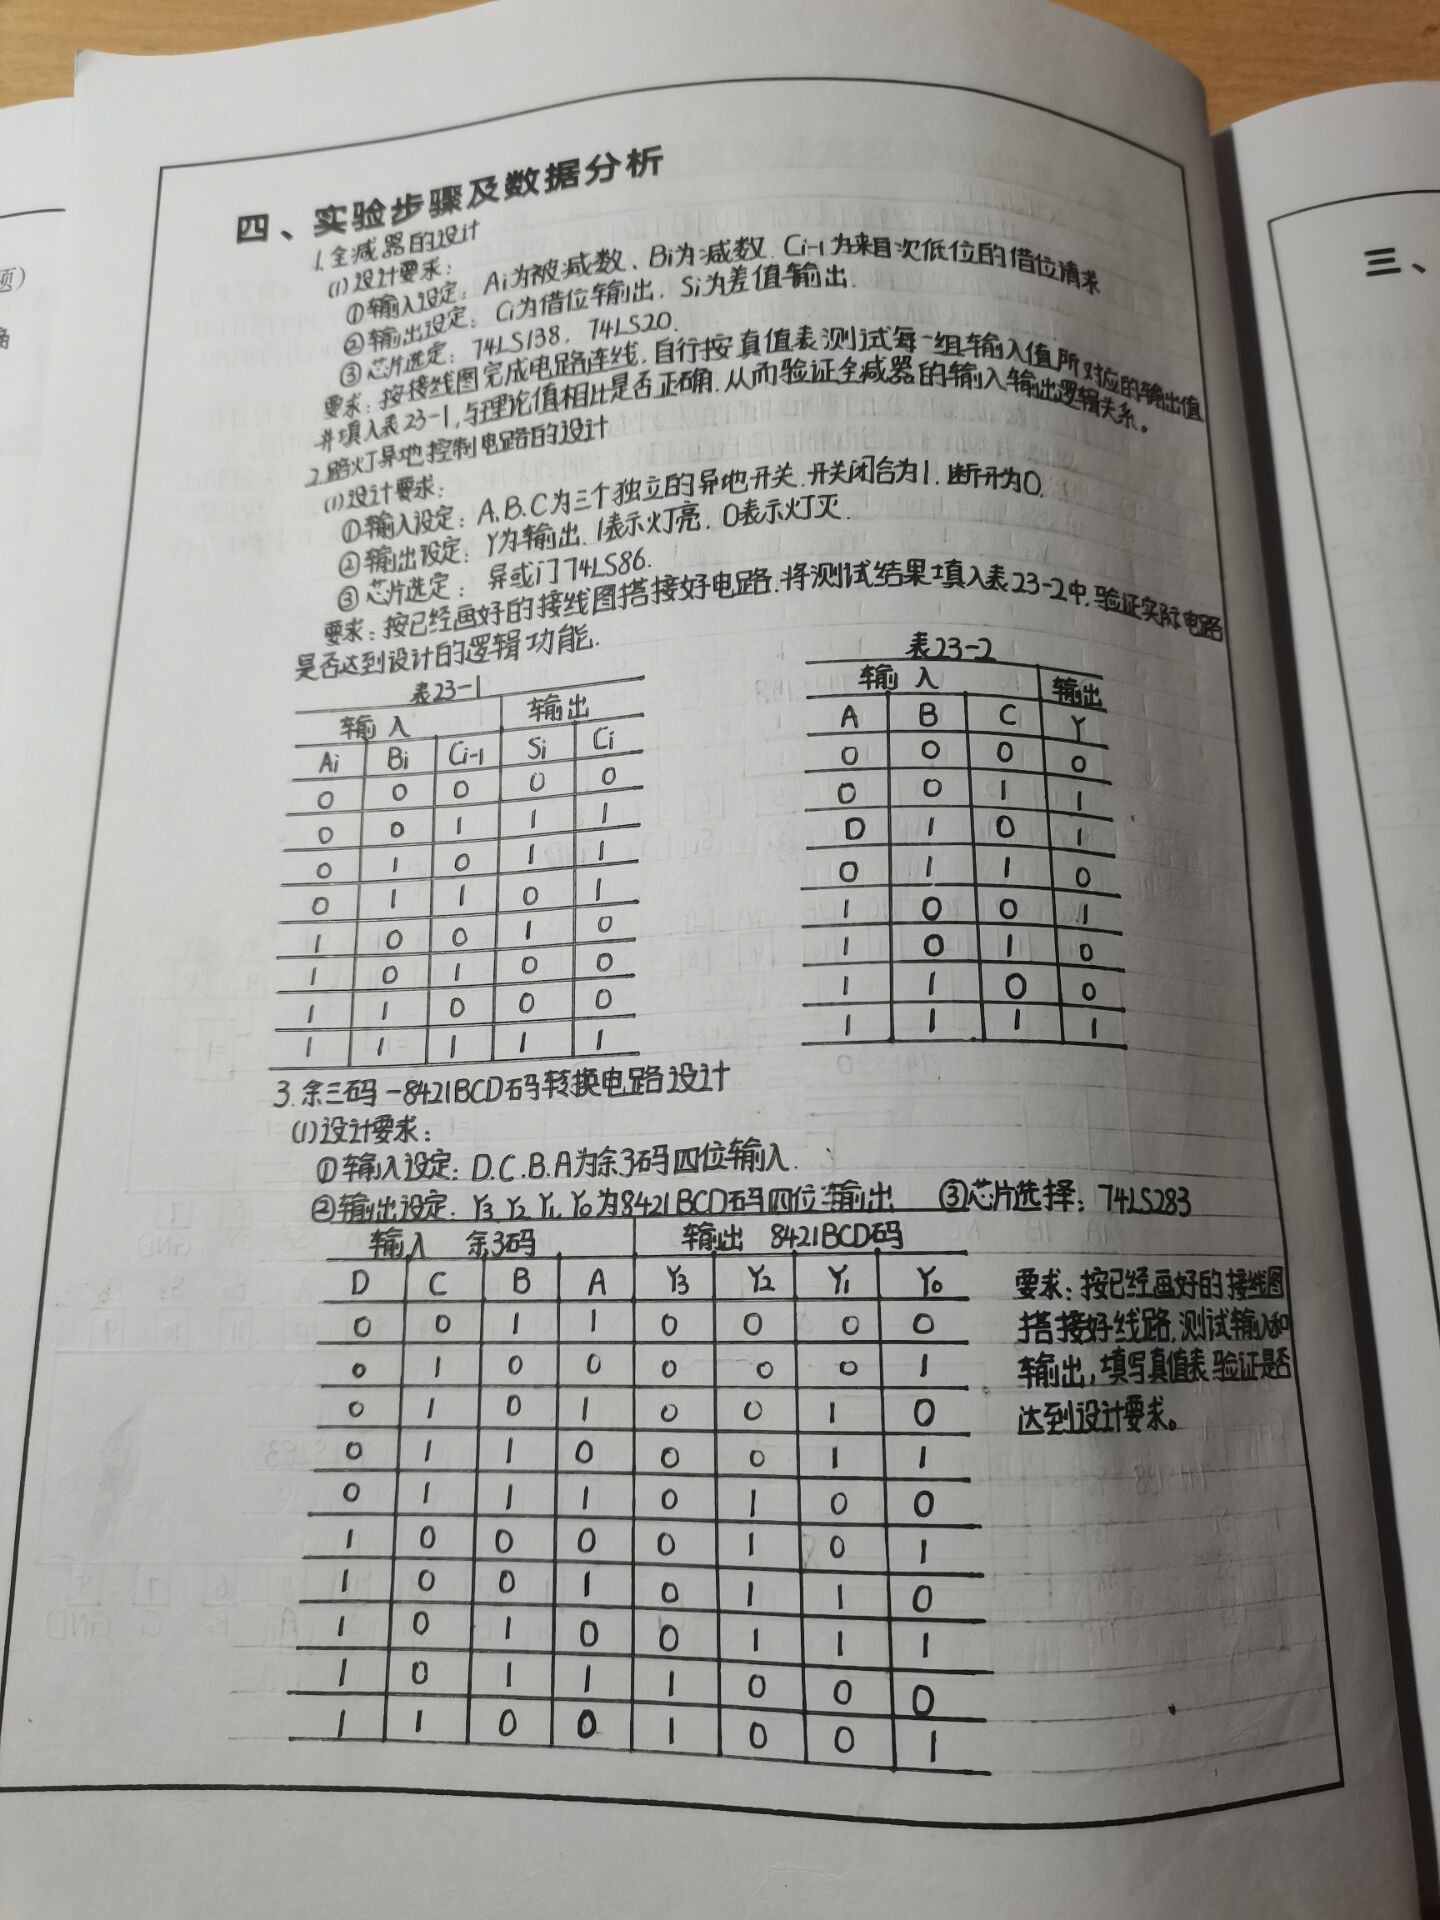 四、实验步骤及数据分析
1.全减器的设计
(1)设计要求:
①输入设定: Ai为被减数、Bi为减数. Ci-1为来自次低位的借位请求
②输出设定: Ci为借位输出, Si为差值输出.
③芯片选定: 74LS138. 74LS20.
要求: 按接线图完成电路连线, 自行按真值表测试每一组输入值所对应的输出值
并填入表23-1, 与理论值相比是否正确. 从而验证全减器的输入输出逻辑关系。
2.路灯异地控制电路的设计
(1)设计要求:
①输入设定: A.B.C为三个独立的异地开关. 开关闭合为1. 断开为0.
②输出设定: Y为输出. 1表示灯亮. 0表示灯灭.
③芯片选定: 异或门74LS86.
要求: 按已经画好的接线图搭接好电路. 将测试结果填入表23-2中. 验证实际电路
是否达到设计的逻辑功能.
表23-1
输入 输出
Ai Bi Ci-1 Si Ci
0 0 0 0 0
0 0 1 1 1
0 1 0 1 1
0 1 1 0 1
1 0 0 1 0
1 0 1 0 0
1 1 0 0 0
1 1 1 1 1
表23-2
输入 输出
A B C Y
0 0 0 0
0 0 1 1
0 1 0 1
0 1 1 0
1 0 0 1
1 0 1 0
1 1 0 0
1 1 1 1
3.余三码-8421BCD码转换电路设计
(1)设计要求:
①输入设定: D.C.B.A为余3码四位输入.
②输出设定. Y3 Y2 Y1 Y0为8421BCD码四位输出 ③芯片选择: 74LS283
输入 余3码 输出 8421BCD码
D C B A Y3 Y2 Y1 Y0
0 0 1 1 0 0 0 0
0 1 0 0 0 0 0 1
0 1 0 1 0 0 1 0
0 1 1 0 0 0 1 1
0 1 1 1 0 1 0 0
1 0 0 0 0 1 0 1
1 0 0 1 0 1 1 0
1 0 1 0 0 1 1 1
1 0 1 1 1 0 0 0
1 1 0 0 1 0 0 1
要求: 按已经画好的接线图
搭接好线路. 测试输入和
输出, 填写真值表验证是否
达到设计要求。
三、